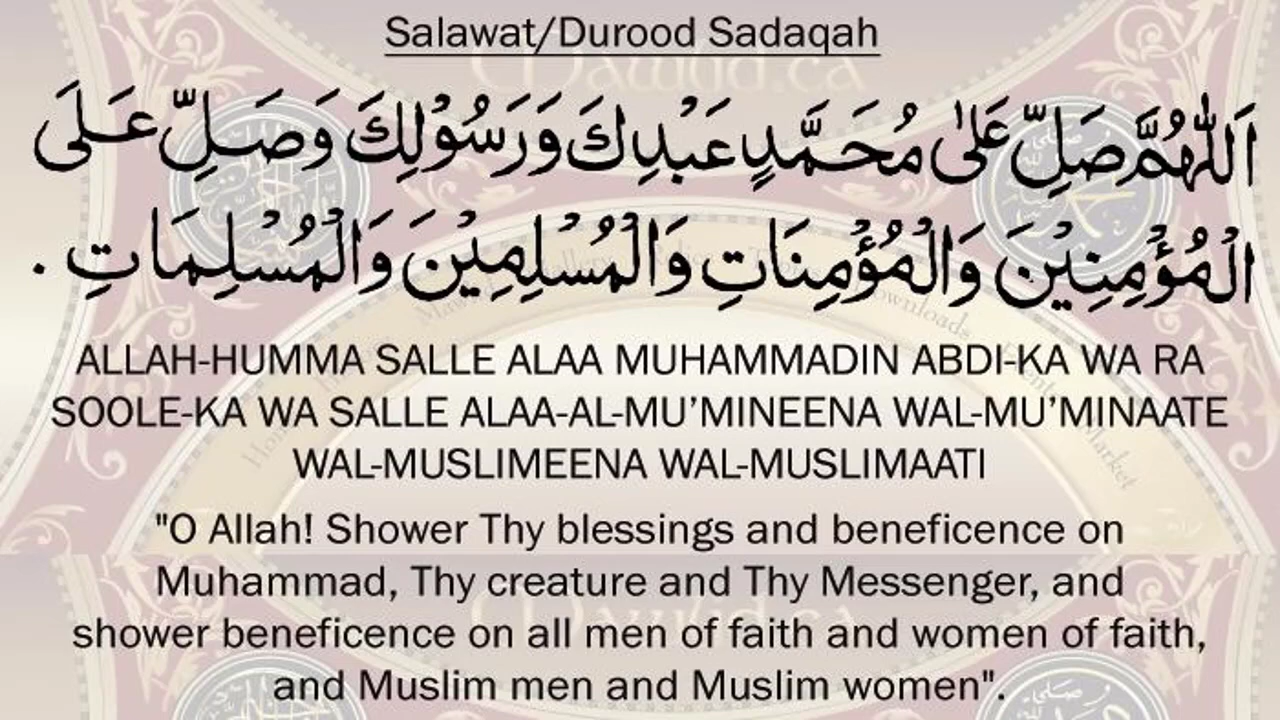 Salawat/Durood Sadaqah
اَللّٰهُمَّ صَلِّ عَلىٰ مُحَمَّدٍ عَبْدِكَ وَرَسُوْلِكَ وَصَلِّ عَلَى
الْمُؤْمِنِيْنَ وَالْمُؤْمِنَاتِ وَالْمُسْلِمِيْنَ وَالْمُسْلِمَاتِ .
ALLAH-HUMMA SALLE ALAA MUHAMMADIN ABDI-KA WA RA
SOOLE-KA WA SALLE ALAA-AL-MU’MINEENA WAL-MU’MINAATE
WAL-MUSLIMEENA WAL-MUSLIMAATI
"O Allah! Shower Thy blessings and beneficence on
Muhammad, Thy creature and Thy Messenger, and
shower beneficence on all men of faith and women of faith,
and Muslim men and Muslim women".